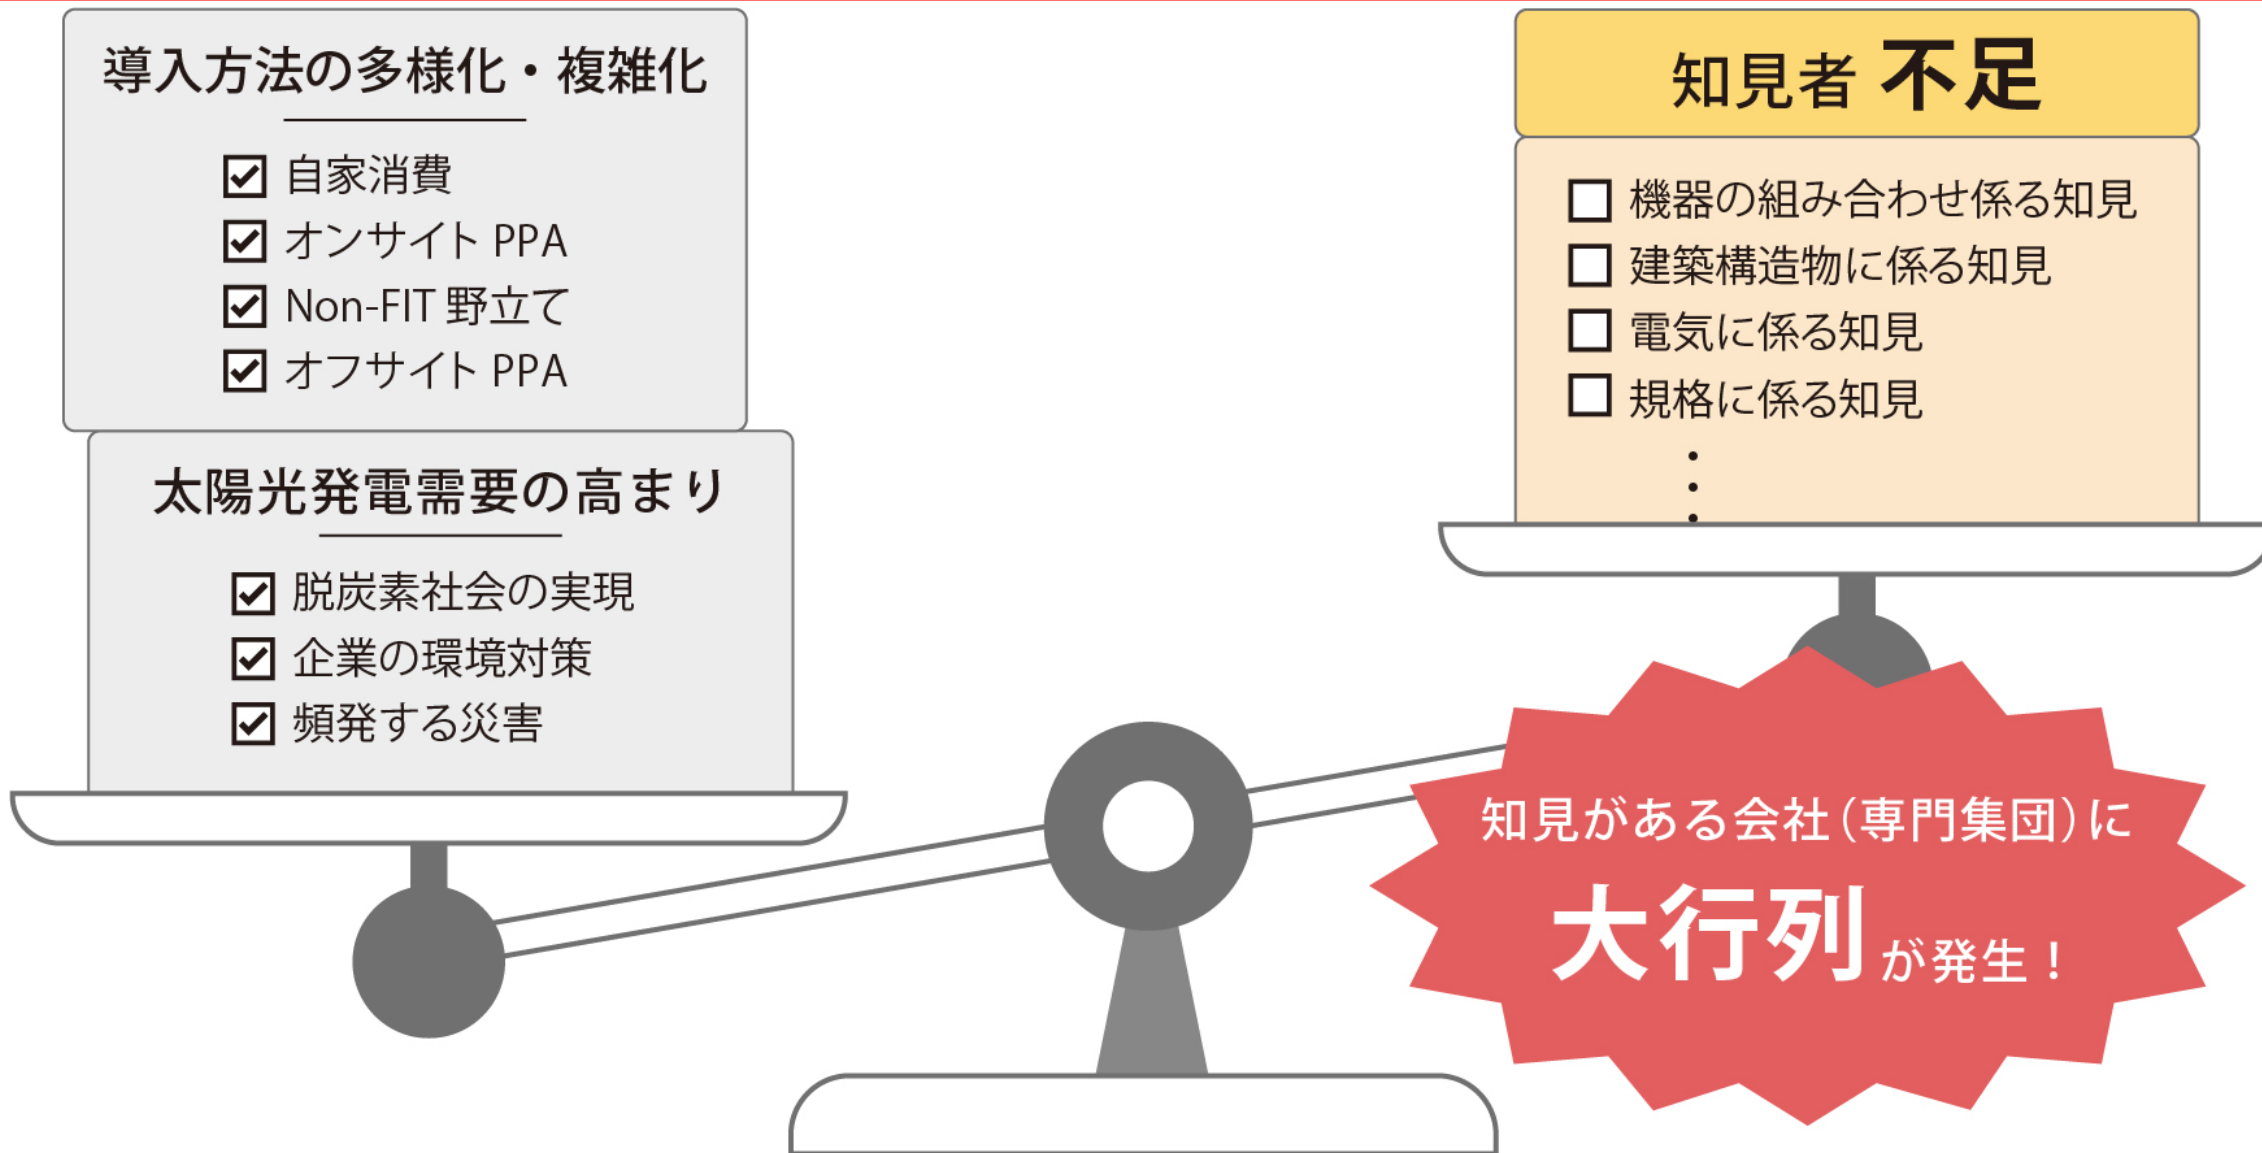 導入方法の多様化・複雑化
自家消費
オンサイト PPA
Non-FIT 野立て
オフサイト PPA
太陽光発電需要の高まり
脱炭素社会の実現
企業の環境対策
頻発する災害
知見者 不足
機器の組み合わせ係る知見
建築構造物に係る知見
電気に係る知見
規格に係る知見
知見がある会社(専門集団)に
大行列が発生！